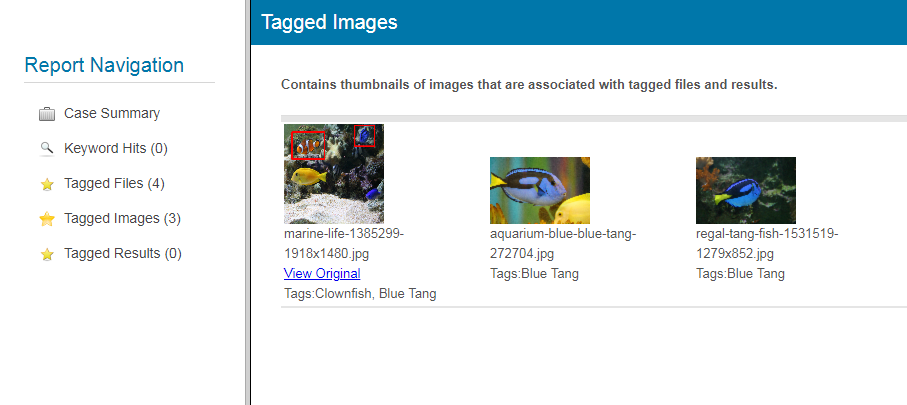 Report Navigation
Case Summary
Keyword Hits (0)
Tagged Files (4)
Tagged Images (3)
Tagged Results (0)
Tagged Images
Contains thumbnails of images that are associated with tagged files and results.
marine-life-1385299-
1918x1480.jpg
View Original
Tags:Clownfish, Blue Tang
aquarium-blue-blue-tang-
272704.jpg
Tags:Blue Tang
regal-tang-fish-1531519-
1279x852.jpg
Tags:Blue Tang